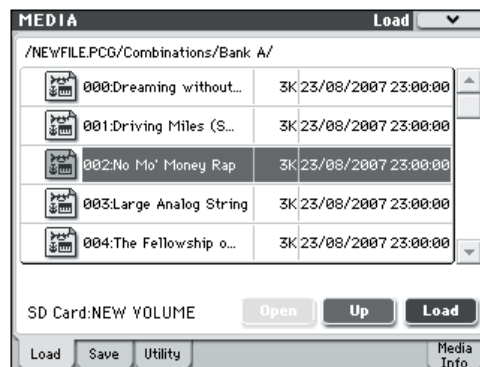 MEDIA Load
/NEWFILE.PCG/Combinations/Bank A/
000:Dreaming without... 3K 23/08/2007 23:00:00
001:Driving Miles (S... 3K 23/08/2007 23:00:00
002:No Mo' Money Rap 3K 23/08/2007 23:00:00
003:Large Analog String 3K 23/08/2007 23:00:00
004:The Fellowship o... 3K 23/08/2007 23:00:00
SD Card:NEW VOLUME Open Up Load
Load Save Utility Media
Info